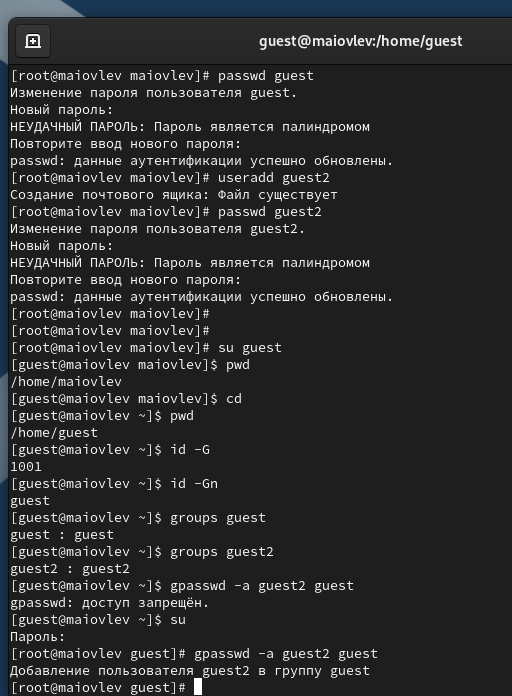 guest@maiovlev:/home/guest
[root@maiovlev maiovlev]# passwd guest
Изменение пароля пользователя guest.
Новый пароль:
НЕУДАЧНЫЙ ПАРОЛЬ: Пароль является палиндромом
Повторите ввод нового пароля:
passwd: данные аутентификации успешно обновлены.
[root@maiovlev maiovlev]# useradd guest2
Создание почтового ящика: Файл существует
[root@maiovlev maiovlev]# passwd guest2
Изменение пароля пользователя guest2.
Новый пароль:
НЕУДАЧНЫЙ ПАРОЛЬ: Пароль является палиндромом
Повторите ввод нового пароля:
passwd: данные аутентификации успешно обновлены.
[root@maiovlev maiovlev]#
[root@maiovlev maiovlev]#
[root@maiovlev maiovlev]# su guest
[guest@maiovlev maiovlev]$ pwd
/home/maiovlev
[guest@maiovlev maiovlev]$ cd
[guest@maiovlev ~]$ pwd
/home/guest
[guest@maiovlev ~]$ id -G
1001
[guest@maiovlev ~]$ id -Gn
guest
[guest@maiovlev ~]$ groups guest
guest : guest
[guest@maiovlev ~]$ groups guest2
guest2 : guest2
[guest@maiovlev ~]$ gpasswd -a guest2 guest
gpasswd: доступ запрещён.
[guest@maiovlev ~]$ su
Пароль:
[root@maiovlev guest]# gpasswd -a guest2 guest
Добавление пользователя guest2 в группу guest
[root@maiovlev guest]#